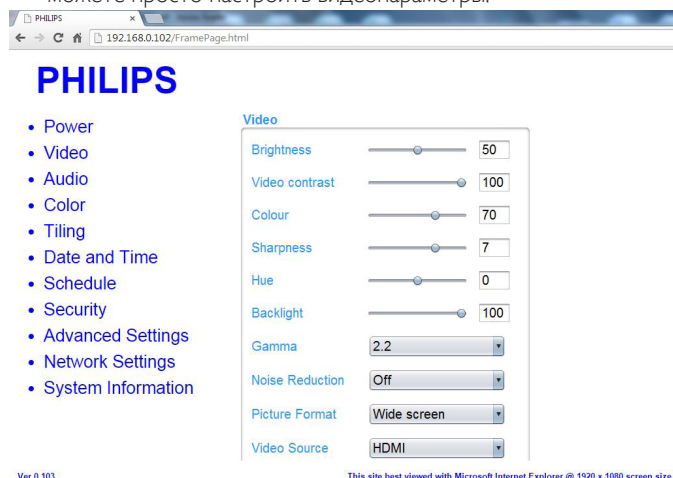 можете просто настроить видеопараметры.
PHILIPS
192.168.0.102/FramePage.html
PHILIPS
• Power
• Video
• Audio
• Color
• Tiling
• Date and Time
• Schedule
• Security
• Advanced Settings
• Network Settings
• System Information
Video
Brightness 50
Video contrast 100
Colour 70
Sharpness 7
Hue 0
Backlight 100
Gamma 2.2
Noise Reduction Off
Picture Format Wide screen
Video Source HDMI
Ver 0.103
This site best viewed with Microsoft Internet Explorer @ 1920 x 1080 screen size